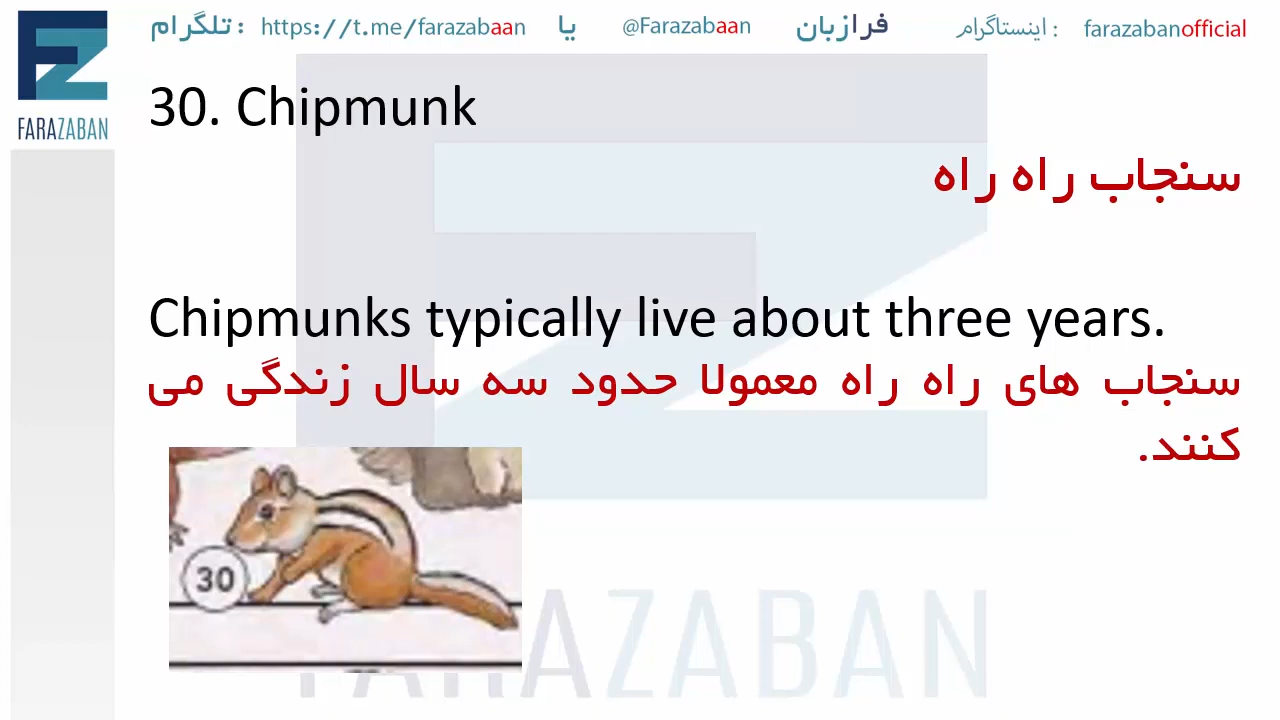 تلگرام : https://t.me/farazabaan یا @Farazabaan فرازبان اینستاگرام : farazabanofficial
FZ
FARAZABAN
30. Chipmunk
سنجاب راه راه
Chipmunks typically live about three years.
سنجاب های راه راه معمولا حدود سه سال زندگی می
کنند.
30
FARAZABAN